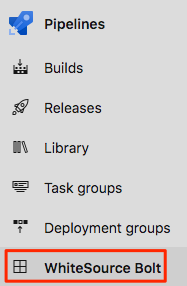 Pipelines
Builds
Releases
Library
Task groups
Deployment groups
WhiteSource Bolt